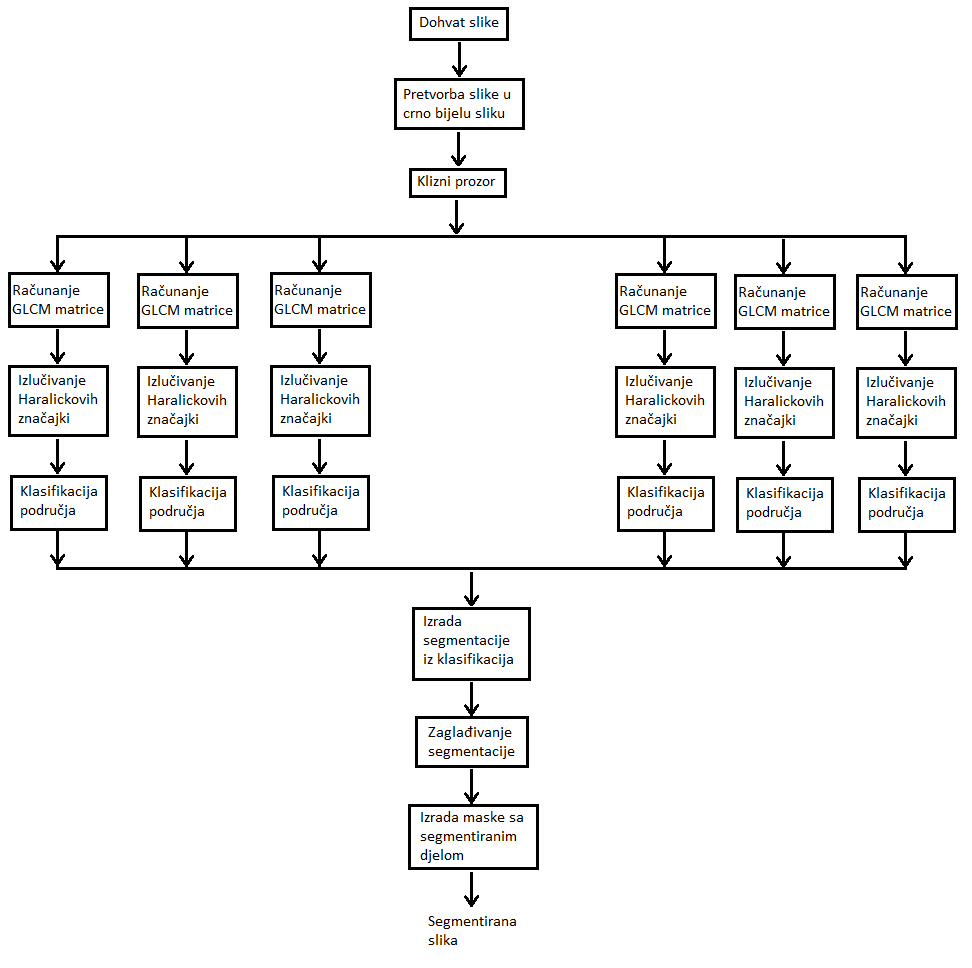 Dohvat slike
Pretvorba slike u
crno bijelu sliku
Klizni prozor
Računanje
GLCM matrice
Računanje
GLCM matrice
Računanje
GLCM matrice
Računanje
GLCM matrice
Računanje
GLCM matrice
Računanje
GLCM matrice
Izlučivanje
Haralickovih
značajki
Izlučivanje
Haralickovih
značajki
Izlučivanje
Haralickovih
značajki
Izlučivanje
Haralickovih
značajki
Izlučivanje
Haralickovih
značajki
Izlučivanje
Haralickovih
značajki
Klasifikacija
područja
Klasifikacija
područja
Klasifikacija
područja
Klasifikacija
područja
Klasifikacija
područja
Klasifikacija
područja
Izrada
segmentacije
iz klasifikacija
Zaglađivanje
segmentacije
Izrada maske sa
segmentiranim
djelom
Segmentirana
slika